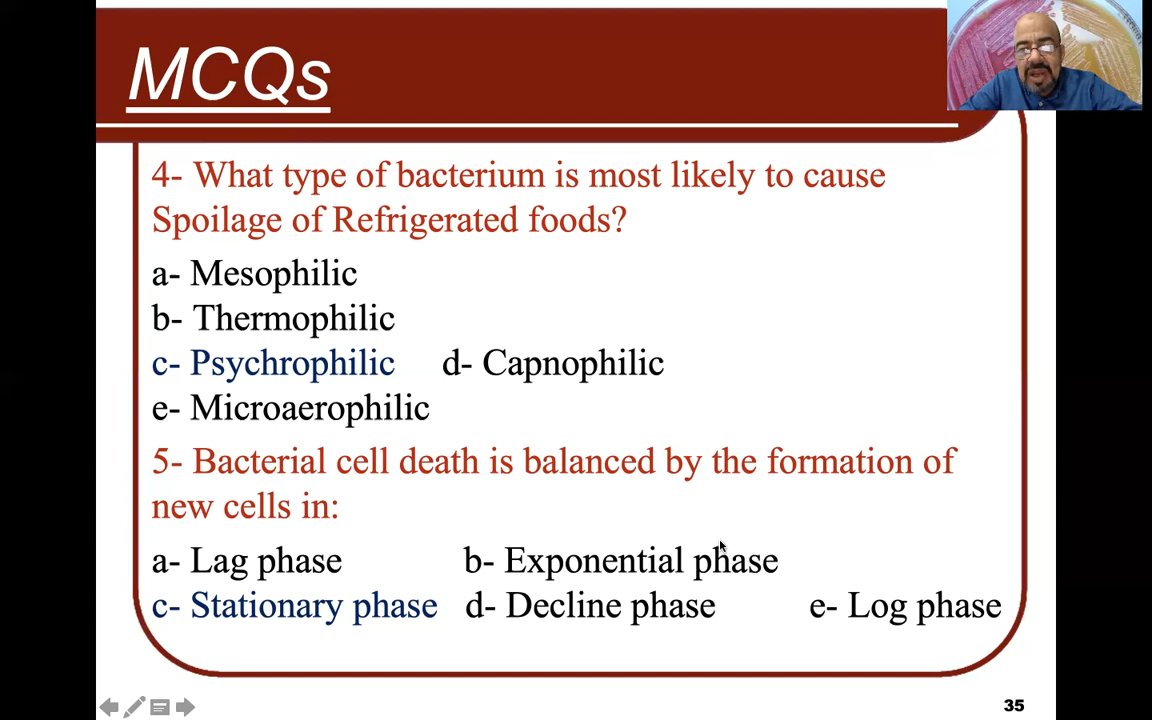 MCQs
4- What type of bacterium is most likely to cause
Spoilage of Refrigerated foods?
a- Mesophilic
b- Thermophilic
c- Psychrophilic d- Capnophilic
e- Microaerophilic
5- Bacterial cell death is balanced by the formation of
new cells in:
a- Lag phase b- Exponential phase
c- Stationary phase d- Decline phase e- Log phase
35